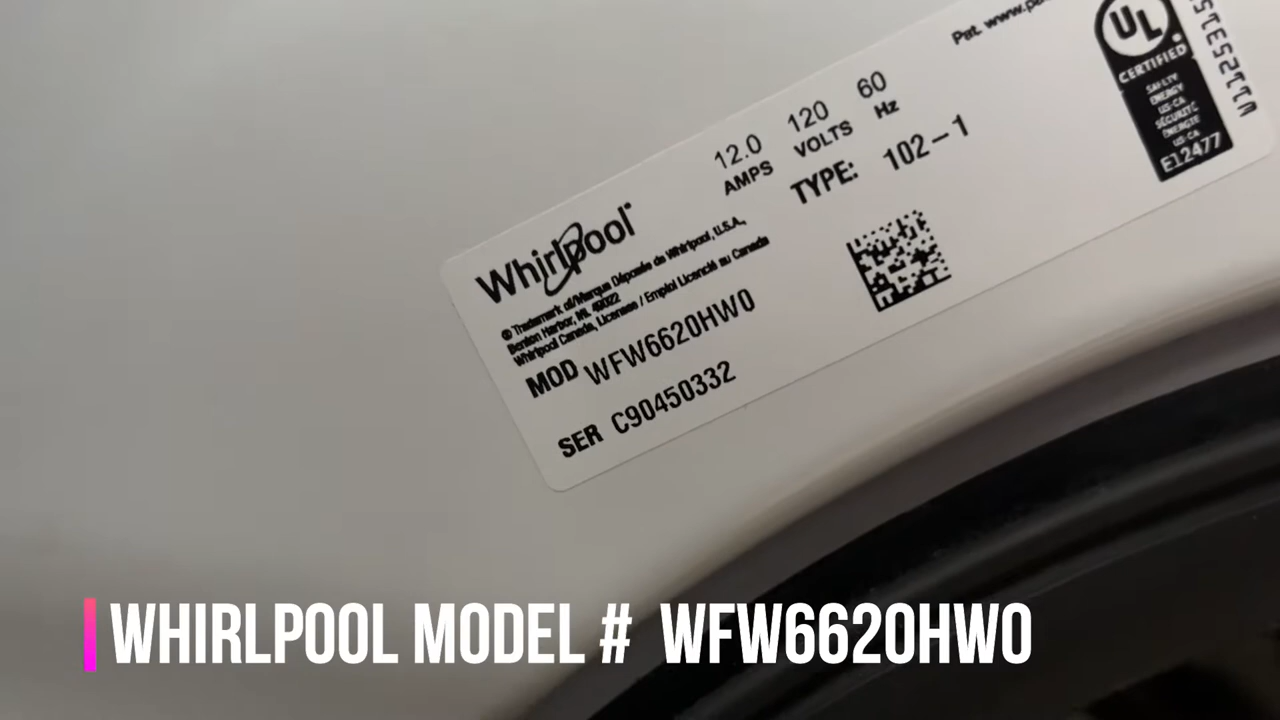 Whirlpool
® Trademark of/Marque Déposée de Whirlpool, U.S.A.,
Benton Harbor, MI. 49022
Whirlpool Canada, Licensee / Emploi Licencié au Canada
MOD WFW6620HW0
SER C90450332
12.0 120 60
AMPS VOLTS Hz
TYPE: 102-1
Pat. www.
UL
CERTIFIED
SAFETY
ENERGY
US-CA
SÉCURITÉ
ÉNERGIE
US-CA
E12477
WHIRLPOOL MODEL # WFW6620HW0